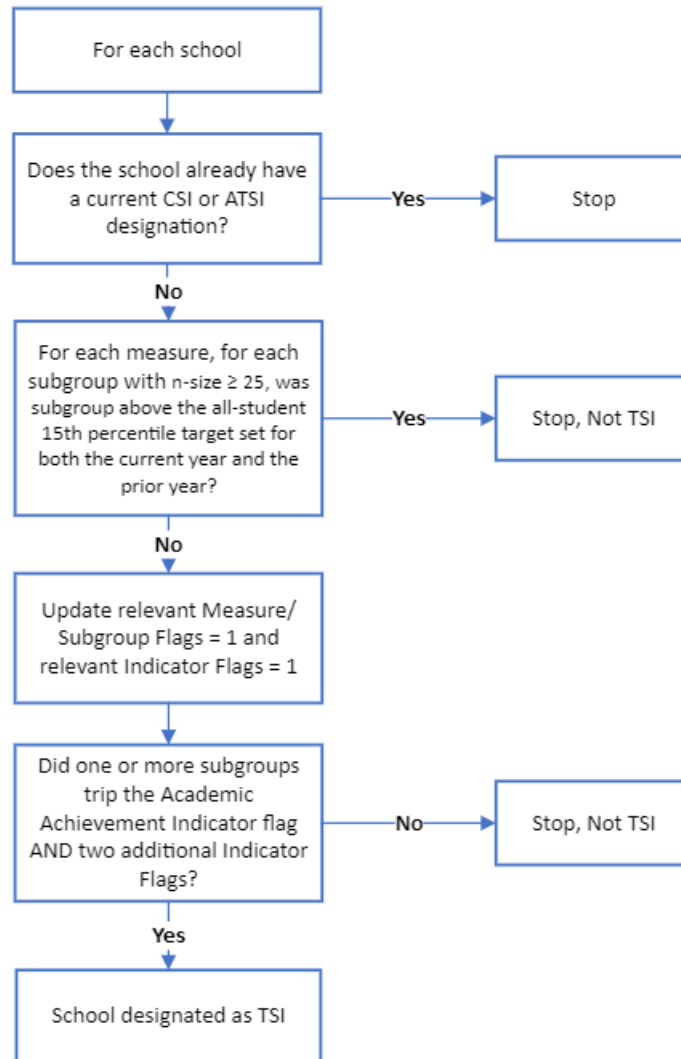 For each school
Does the school already have
a current CSI or ATSI
designation?
Yes
Stop
No
For each measure, for each
subgroup with n-size ≥ 25, was
subgroup above the all-student
15th percentile target set for
both the current year and the
prior year?
Yes
Stop, Not TSI
No
Update relevant Measure/
Subgroup Flags = 1 and
relevant Indicator Flags = 1
Did one or more subgroups
trip the Academic
Achievement Indicator flag
AND two additional Indicator
Flags?
No
Stop, Not TSI
Yes
School designated as TSI